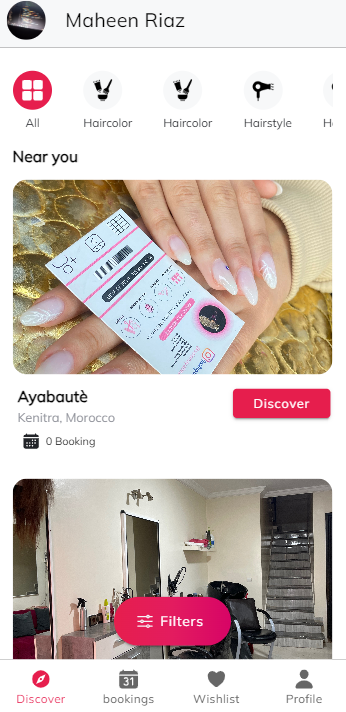 Maheen Riaz
All
Haircolor
Haircolor
Hairstyle
Near you
Ayabautè
Discover
Kenitra, Morocco
0 Booking
Filters
31
Discover
bookings
Wishlist
Profile